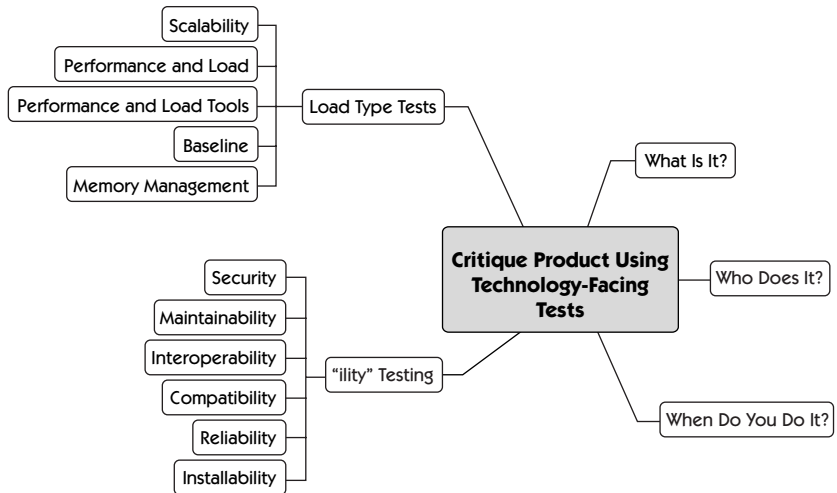 Scalability
Performance and Load
Performance and Load Tools
Baseline
Memory Management
Load Type Tests
What Is It?
Critique Product Using
Technology-Facing
Tests
Who Does It?
When Do You Do It?
"ility" Testing
Security
Maintainability
Interoperability
Compatibility
Reliability
Installability